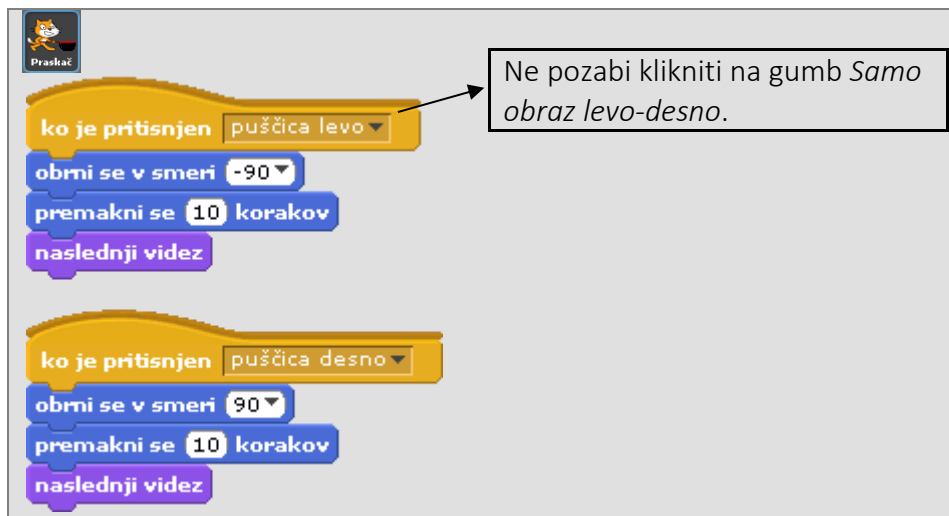 Praskač
Ne pozabi klikniti na gumb Samo
obraz levo-desno.
ko je pritisnjen puščica levo
obrni se v smeri -90
premakni se 10 korakov
naslednji videz
ko je pritisnjen puščica desno
obrni se v smeri 90
premakni se 10 korakov
naslednji videz